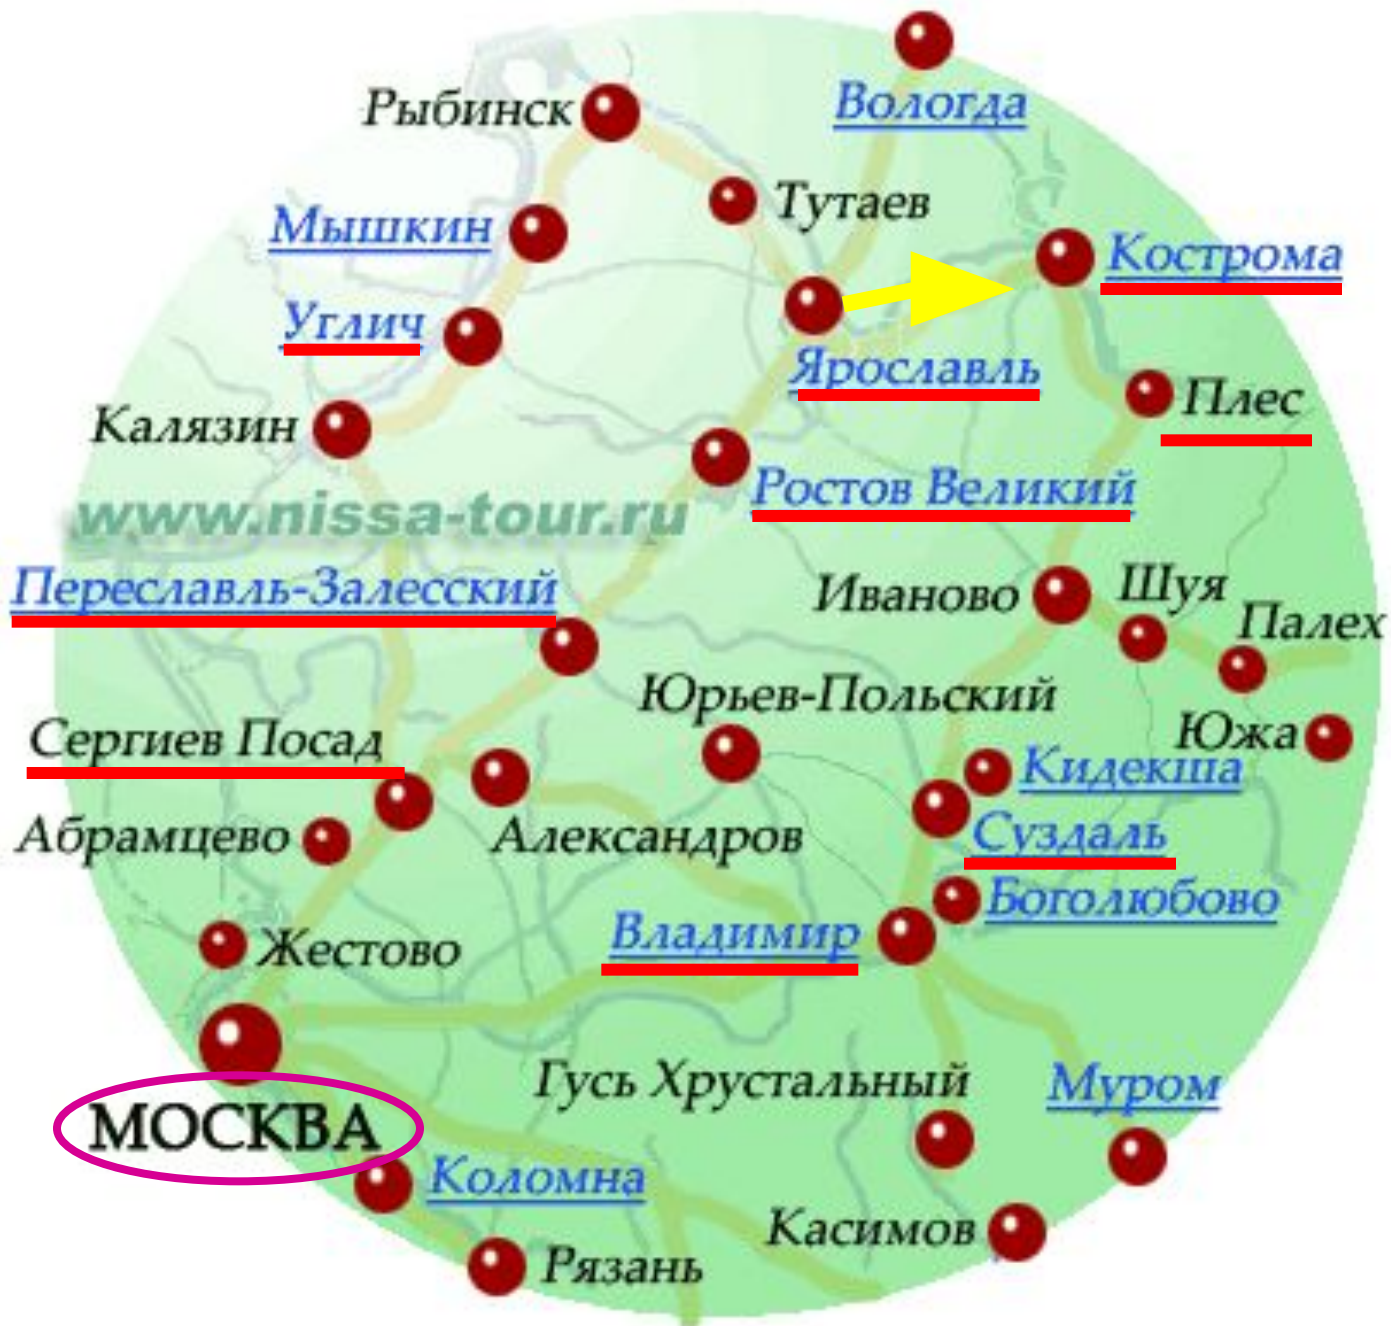 Вологда
Рыбинск
Тутаев
Мышкин
Кострома
Углич
Ярославль
Плес
Калязин
Ростов Великий
www.nissa-tour.ru
Переславль-Залесский
Иваново
Шуя
Палех
Юрьев-Польский
Сергиев Посад
Южа
Кидекша
Абрамцево
Александров
Суздаль
Боголюбово
Владимир
Жестово
Гусь Хрустальный
Муром
МОСКВА
Коломна
Касимов
Рязань